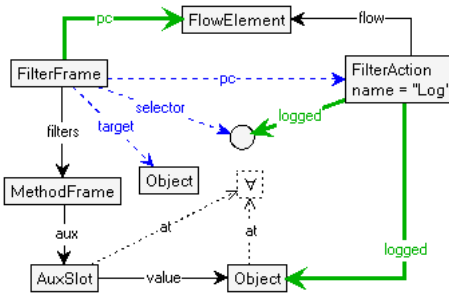 pc
FlowElement
flow
FilterFrame
pc
FilterAction
name = "Log"
selector
logged
filters
target
Object
MethodFrame
∀
aux
at
at
logged
AuxSlot
value
Object